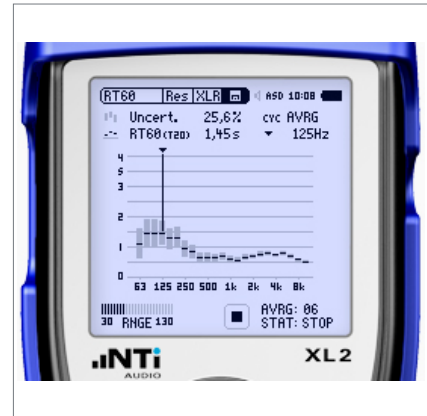 RT60 Res XLR ASD 10:08
Uncert. 25,6% cyc AVRG
RT60(T20) 1,45s 125Hz
4
s
3
2
1
0
63 125 250 500 1k 2k 4k 8k
30 RNGE 130
AVRG: 06
STAT: STOP
NTi
AUDIO
XL2